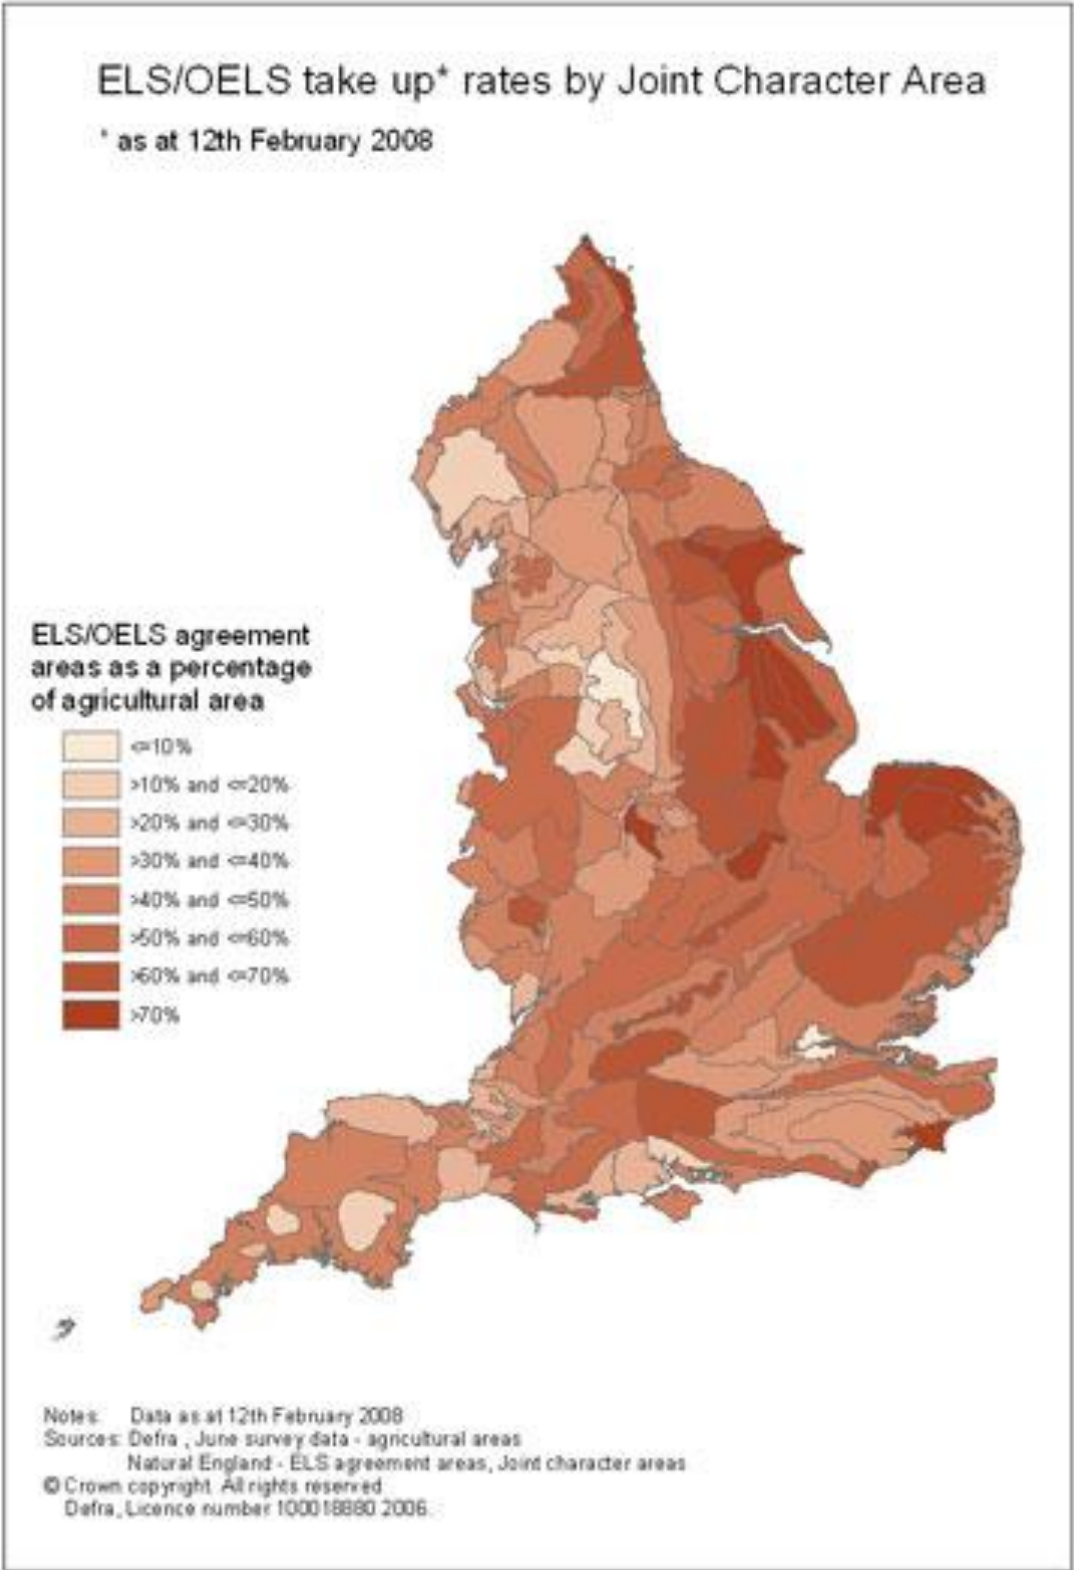 ELS/OELS take up* rates by Joint Character Area
* as at 12th February 2008
ELS/OELS agreement
areas as a percentage
of agricultural area
<=10%
>10% and <=20%
>20% and <=30%
>30% and <=40%
>40% and <=50%
>50% and <=60%
>60% and <=70%
>70%
Notes: Data as at 12th February 2008
Sources: Defra , June survey data - agricultural areas
Natural England - ELS agreement areas, Joint character areas
© Crown copyright. All rights reserved
Defra, Licence number 100018880 2006.